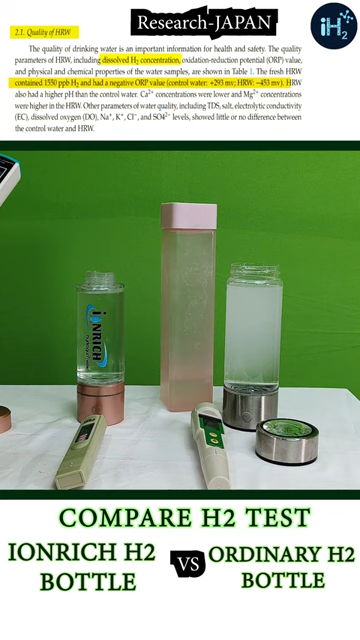 Research-JAPAN
iH2
2.1. Quality of HRW
The quality of drinking water is an important information for health and safety. The quality
parameters of HRW, including dissolved H2 concentration, oxidation-reduction potential (ORP) value,
and physical and chemical properties of the water samples, are shown in Table 1. The fresh HRW
contained 1550 ppb H2 and had a negative ORP value (control water: +293 mv; HRW: −453 mv). HRW
also had a higher pH than the control water. Ca2+ concentrations were lower and Mg2+ concentrations
were higher in the HRW. Other parameters of water quality, including TDS, salt, electrolytic conductivity
(EC), dissolved oxygen (DO), Na+, K+, Cl−, and SO42− levels, showed little or no difference between
the control water and HRW.
iONRICH
COMPARE H2 TEST
IONRICH H2
BOTTLE
VS
ORDINARY H2
BOTTLE